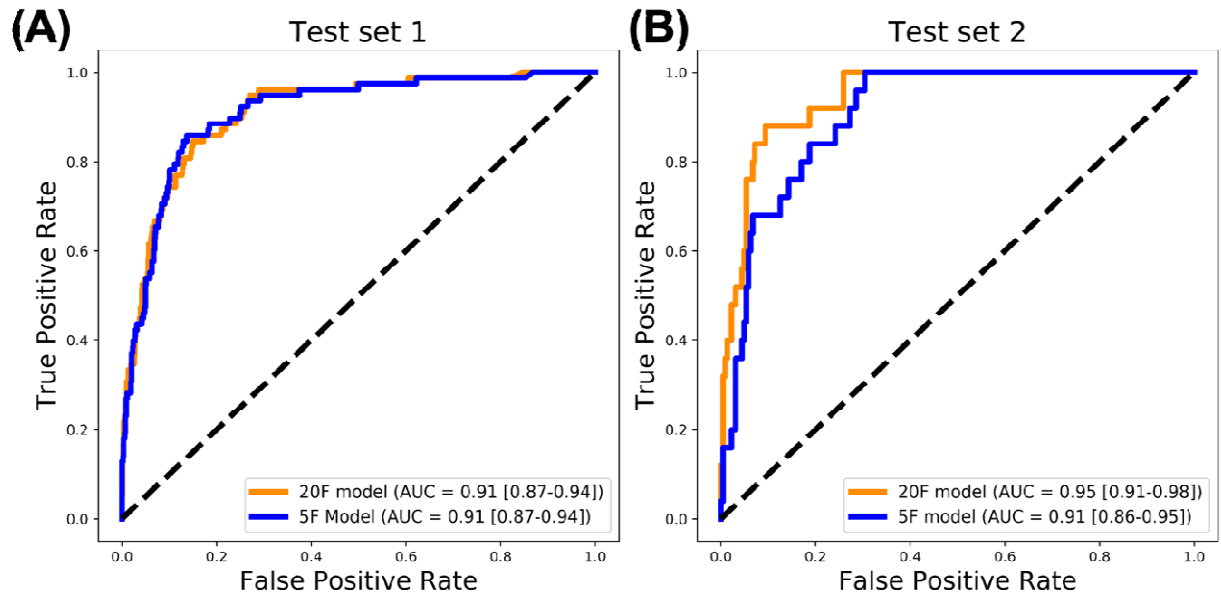 (A)
Test set 1
True Positive Rate
1.0
0.8
0.6
0.4
0.2
0.0
0.0 0.2 0.4 0.6 0.8 1.0
False Positive Rate
20F model (AUC = 0.91 [0.87-0.94])
5F Model (AUC = 0.91 [0.87-0.94])
(B)
Test set 2
True Positive Rate
1.0
0.8
0.6
0.4
0.2
0.0
0.0 0.2 0.4 0.6 0.8 1.0
False Positive Rate
20F model (AUC = 0.95 [0.91-0.98])
5F model (AUC = 0.91 [0.86-0.95])